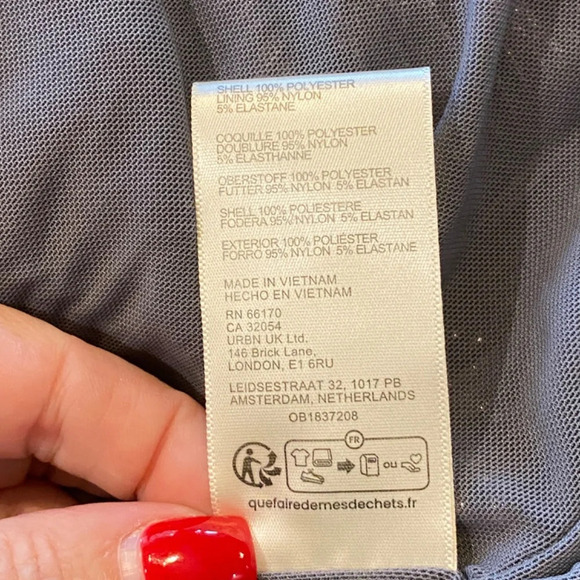 SHELL 100% POLYESTER
LINING 95% NYLON
5% ELASTANE
COQUILLE 100% POLYESTER
DOUBLURE 95% NYLON
5% ELASTHANNE
OBERSTOFF 100% POLYESTER
FUTTER 95% NYLON 5% ELASTAN
SHELL 100% POLIESTERE
FODERA 95% NYLON 5% ELASTANE
EXTERIOR 100% POLIÉSTER
FORRO 95% NYLON 5% ELASTANE
MADE IN VIETNAM
HECHO EN VIETNAM
RN 66170
CA 32054
URBN UK Ltd.
146 Brick Lane,
LONDON, E1 6RU
LEIDSESTRAAT 32, 1017 PB
AMSTERDAM, NETHERLANDS
OB1837208
FR
ou
quefairedemesdechets.fr